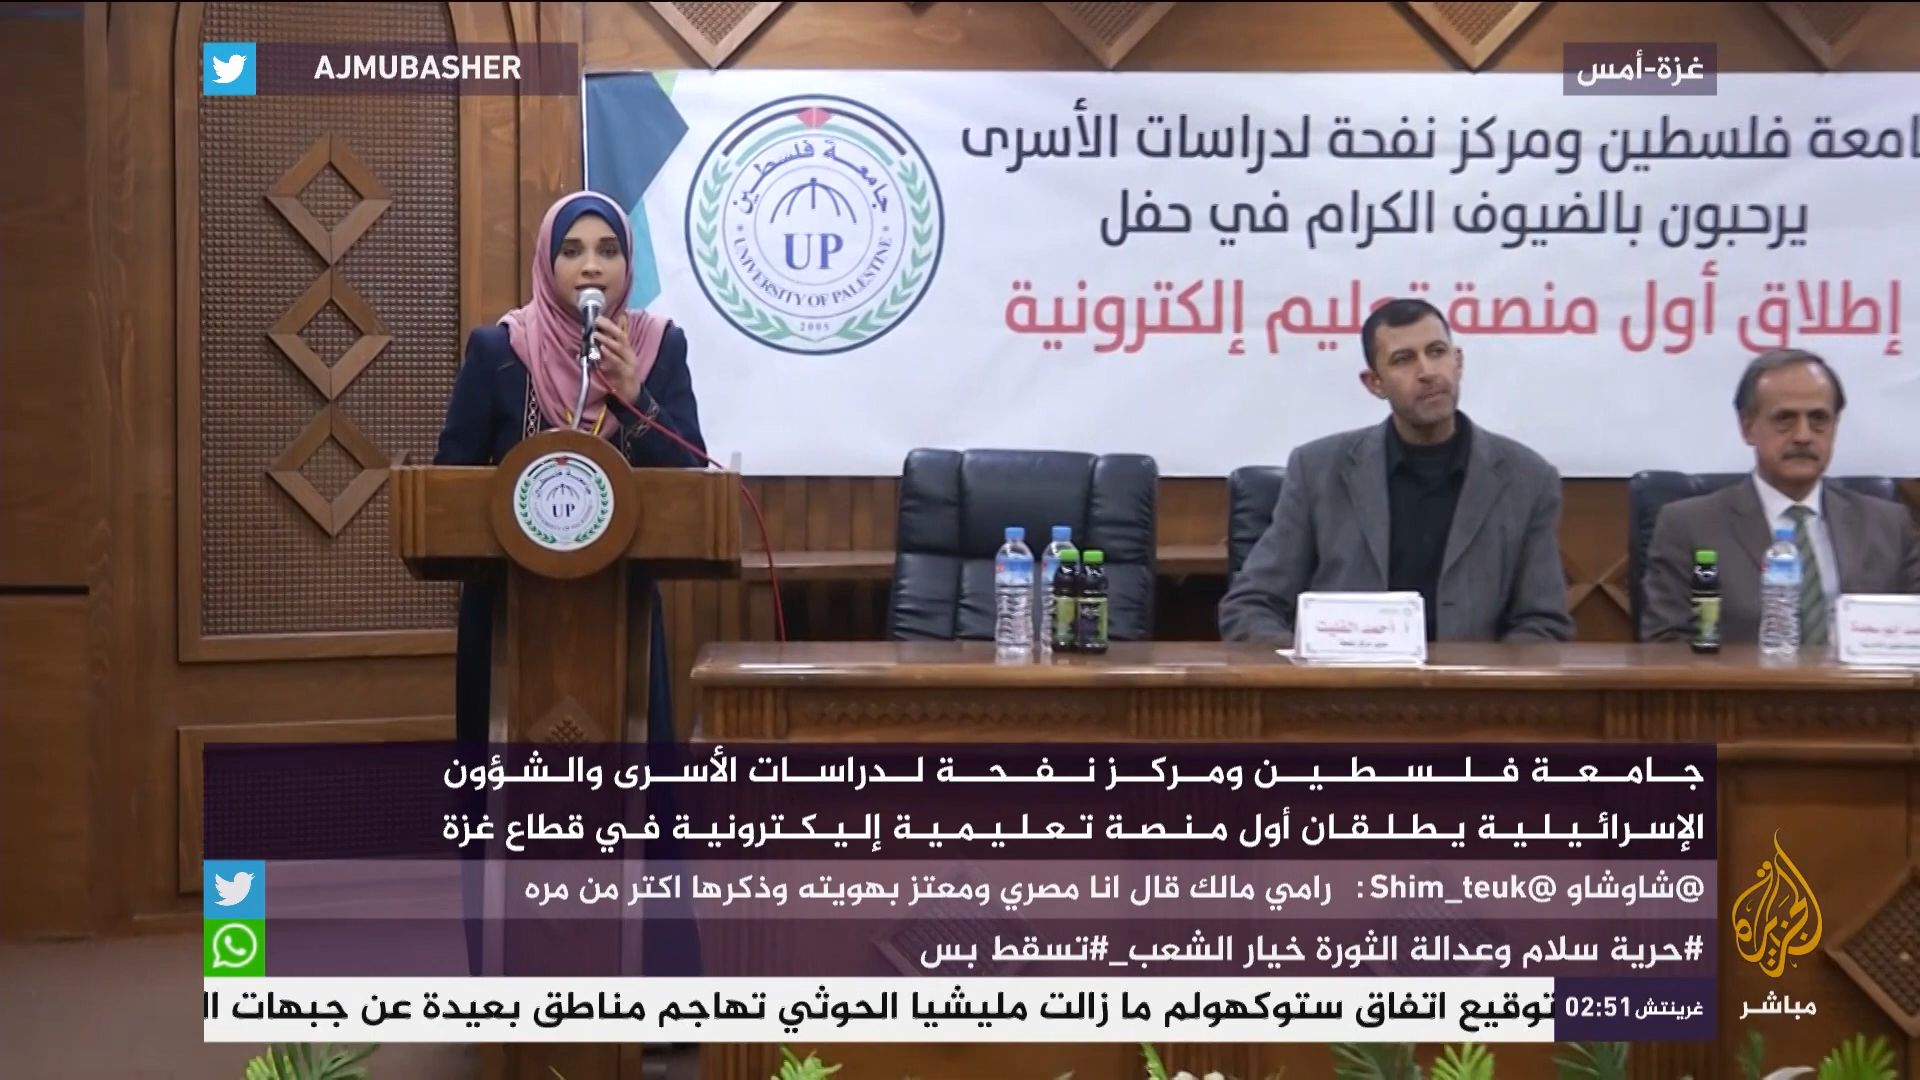 AJMUBASHER
غزة-أمس
امعة فلسطين ومركز نفحة لدراسات الأسرى
يرحبون بالضيوف الكرام في حفل
إطلاق أول منصة تعليم إلكترونية
جامعة فلسطين
UP
UNIVERSITY OF PALESTINE
2005
UP
أ. أحمد الفليت
جامعة فلسطين ومركز نفحة لدراسات الأسرى والشؤون
الإسرائيلية يطلقان أول منصة تعليمية إليكترونية في قطاع غزة
@شاوشاو @Shim_teuk : رامي مالك قال انا مصري ومعتز بهويته وذكرها اكتر من مره
#حرية سلام وعدالة الثورة خيار الشعب_#تسقط بس
توقيع اتفاق ستوكهولم ما زالت مليشيا الحوثي تهاجم مناطق بعيدة عن جبهات ال
غرينتش 02:51
الجزيرة
مباشر